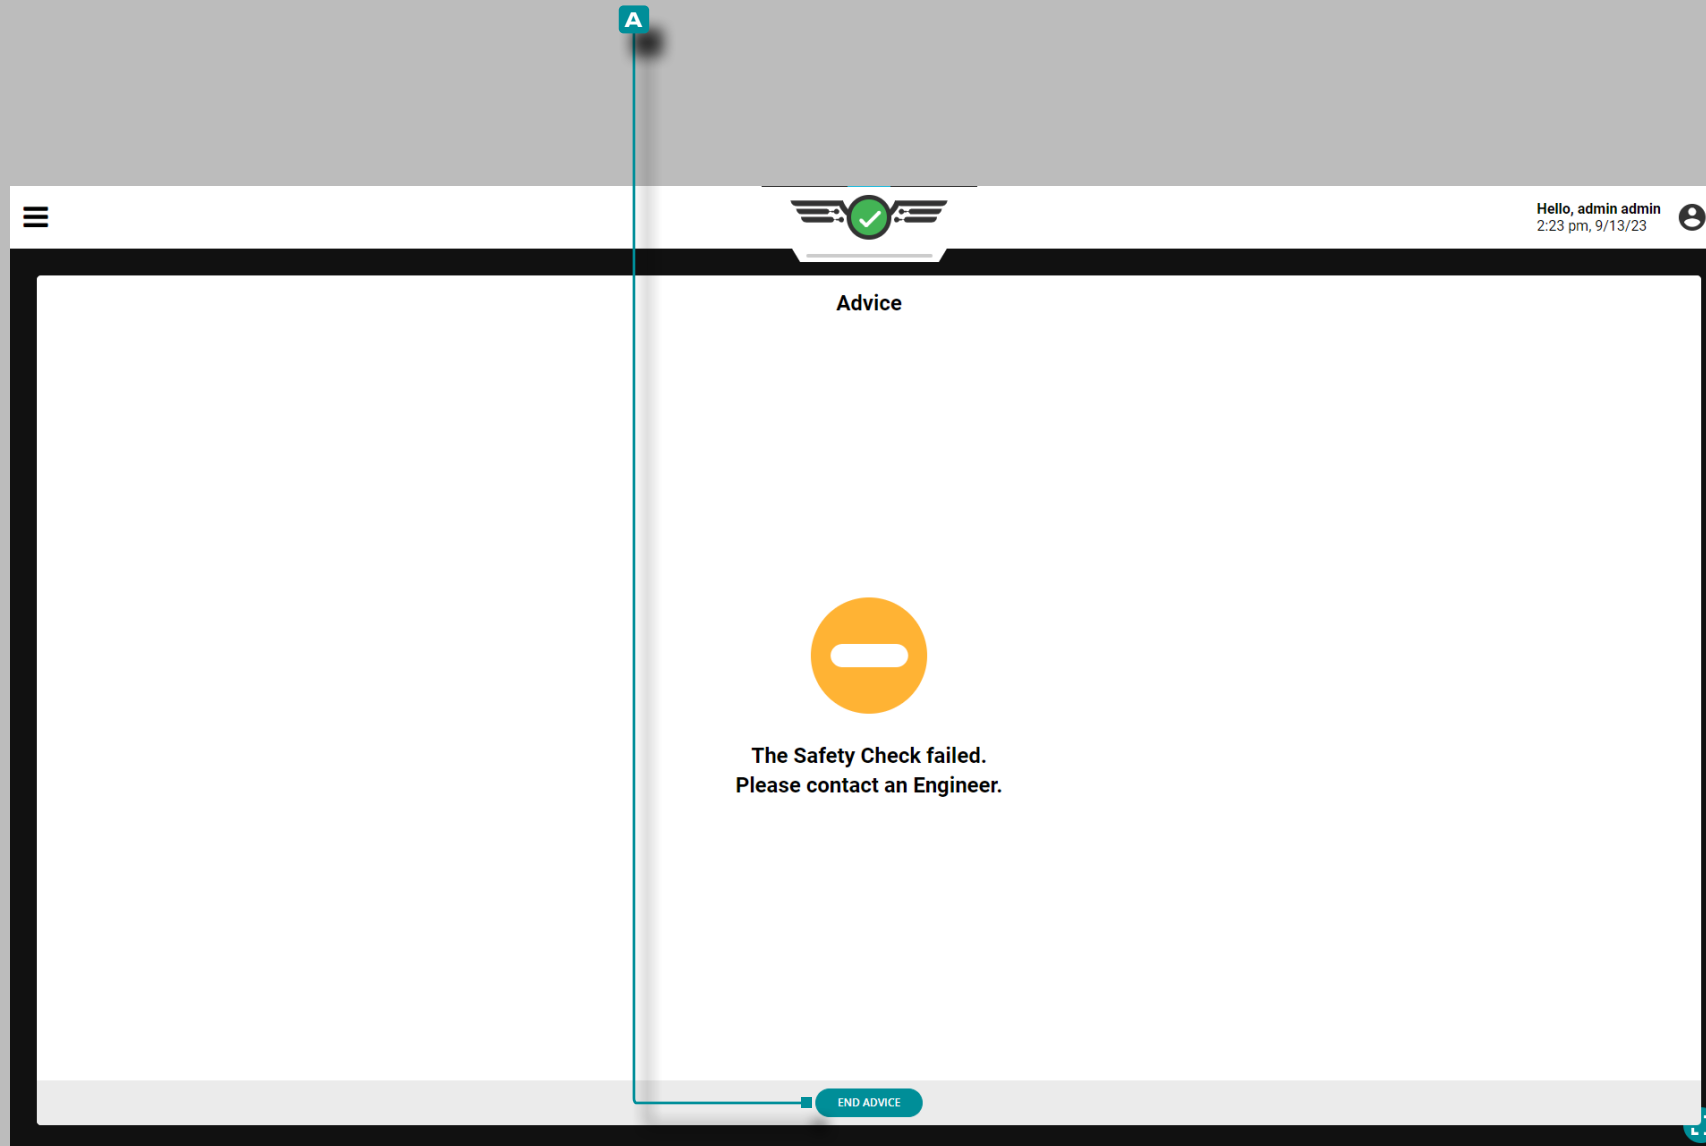 A
Hello, admin admin
2:23 pm, 9/13/23
Advice
The Safety Check failed.
Please contact an Engineer.
END ADVICE